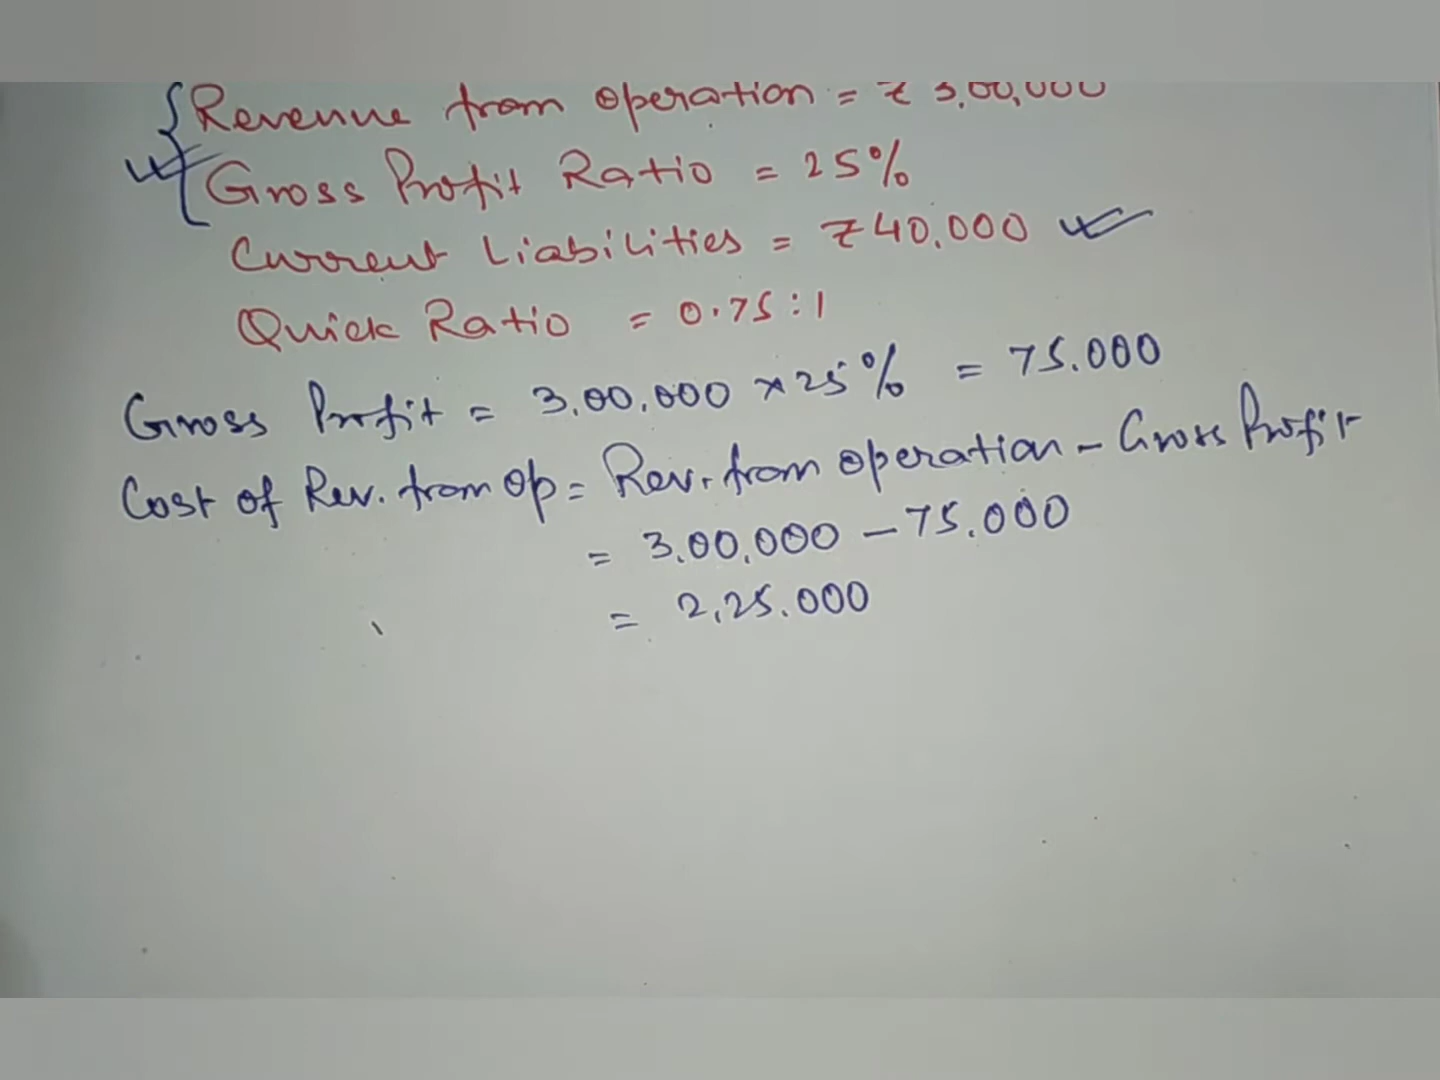 Revenue from operation = ₹ 3,00,000
Gross Profit Ratio = 25%
Current Liabilities = ₹40,000
Quick Ratio = 0.75:1
Gross Profit = 3,00,000 × 25% = 75,000
Cost of Rev. from Op = Rev. from operation - Gross Profit
= 3,00,000 - 75,000
= 2,25,000